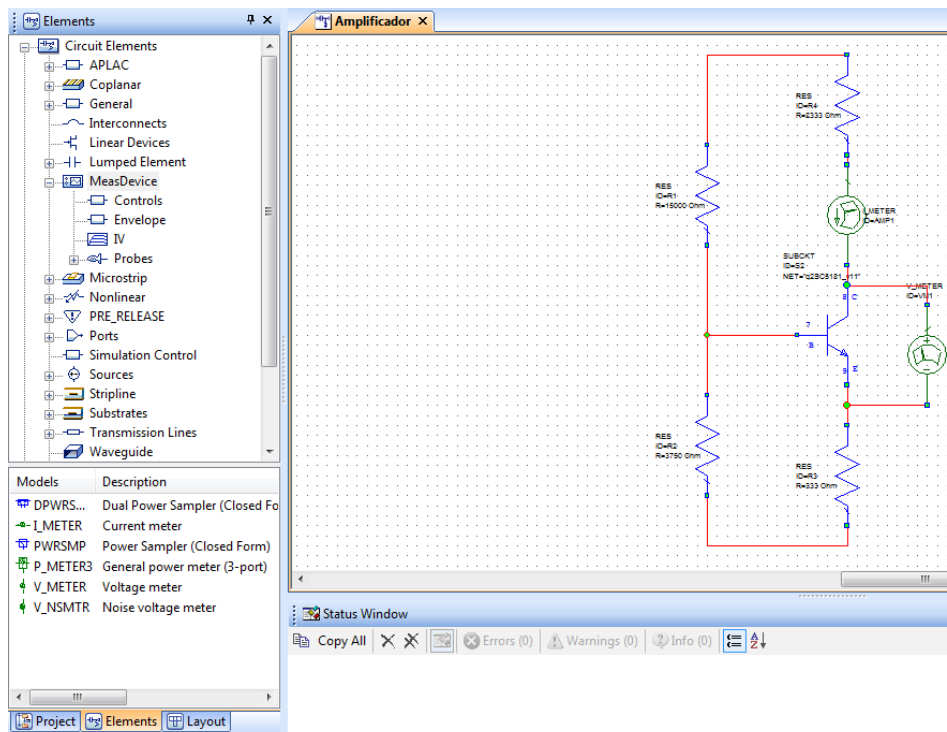 Elements
Circuit Elements
APLAC
Coplanar
General
Interconnects
Linear Devices
Lumped Element
MeasDevice
Controls
Envelope
IV
Probes
Microstrip
Nonlinear
PRE_RELEASE
Ports
Simulation Control
Sources
Stripline
Substrates
Transmission Lines
Waveguide
Models Description
DPWRS... Dual Power Sampler (Closed Fo
I_METER Current meter
PWRSMP Power Sampler (Closed Form)
P_METER3 General power meter (3-port)
V_METER Voltage meter
V_NSMTR Noise voltage meter
Project Elements Layout
Amplificador
RES
ID=R4
R=2333 Ohm
RES
ID=R1
R=15000 Ohm
I_METER
ID=AMP1
SUBCKT
ID=S2
NET="q2SC5181_v11"
V_METER
ID=VM1
C
7
B
E
RES
ID=R2
R=3750 Ohm
RES
ID=R3
R=333 Ohm
Status Window
Copy All Errors (0) Warnings (0) Info (0)